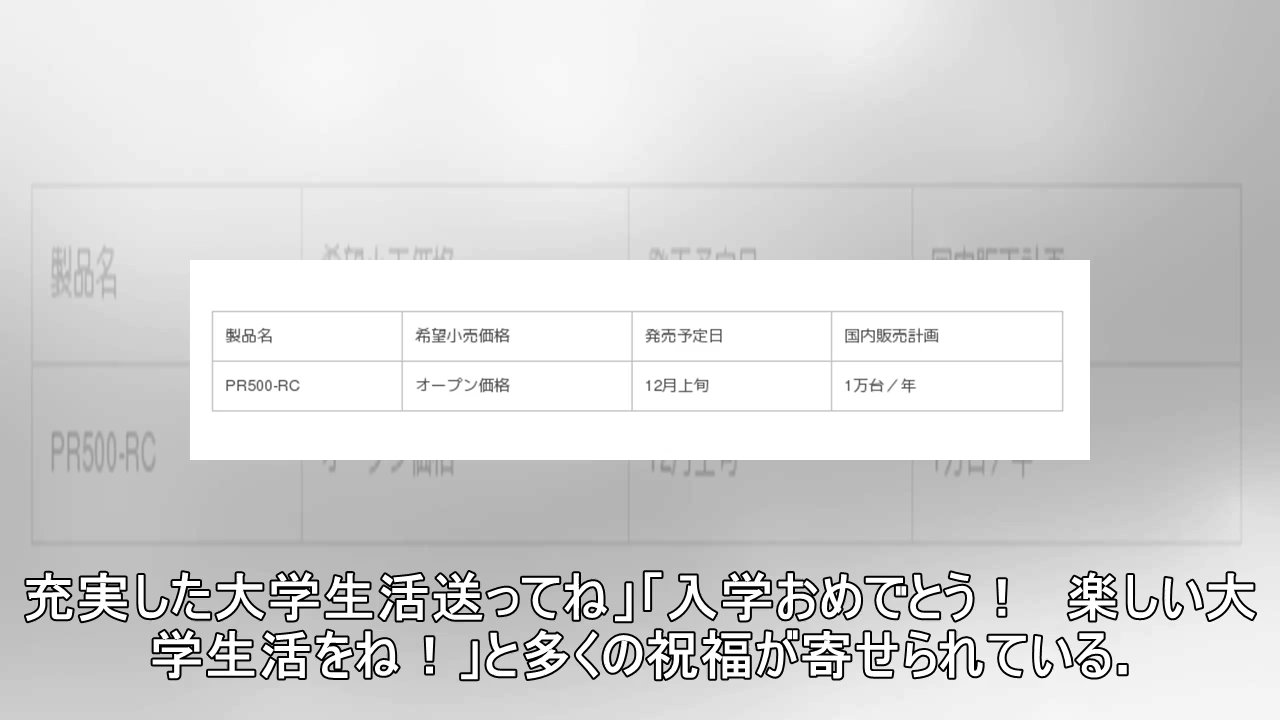 製品名 希望小売価格 発売予定日 国内販売計画
PR500-RC オープン価格 12月上旬 1万台／年
充実した大学生活送ってね」「入学おめでとう！　楽しい大
学生活をね！」と多くの祝福が寄せられている.